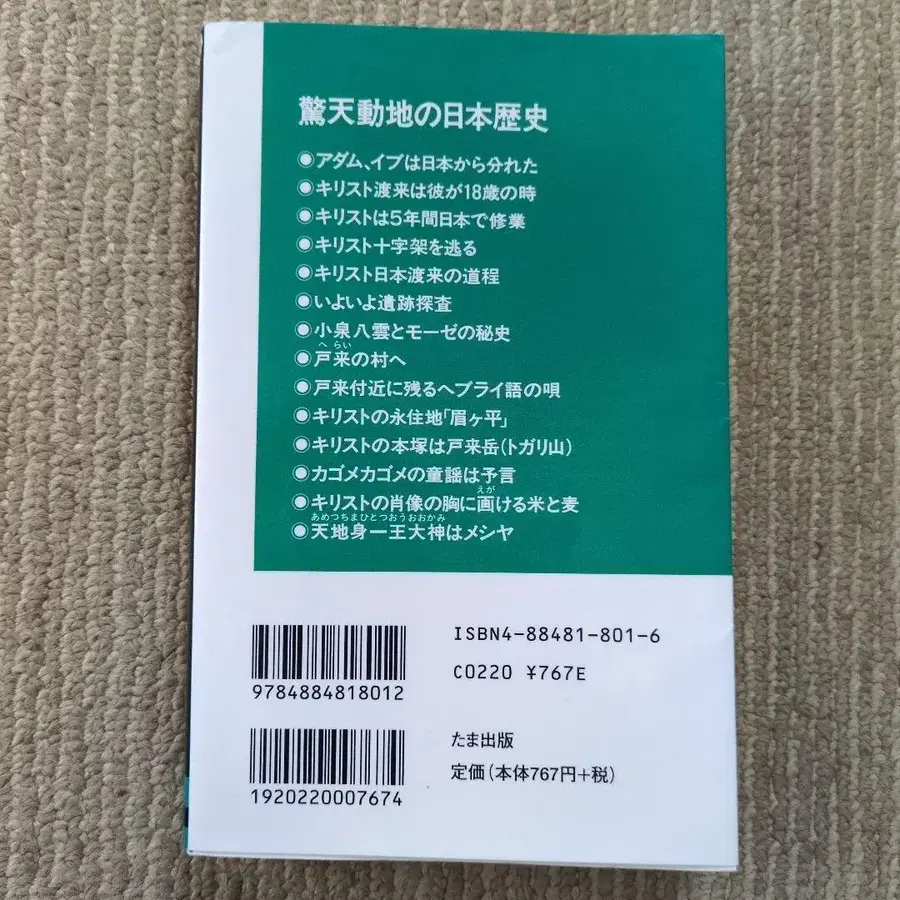 驚天動地の日本歴史
●アダム、イブは日本から分れた
●キリスト渡来は彼が18歳の時
●キリストは5年間日本で修業
●キリスト十字架を逃る
●キリスト日本渡来の道程
●いよいよ遺跡探査
●小泉八雲とモーゼの秘史
へらい
●戸来の村へ
●戸来付近に残るヘブライ語の唄
●キリストの永住地「眉ヶ平」
●キリストの本塚は戸来岳(トガリ山)
●カゴメカゴメの童謡は予言
えが
●キリストの肖像の胸に画ける米と麦
あめつちまひとつおうおおかみ
●天地身一王大神はメシヤ
ISBN4-88481-801-6
C0220 ¥767E
9784884818012
たま出版
定価(本体767円+税)
1920220007674